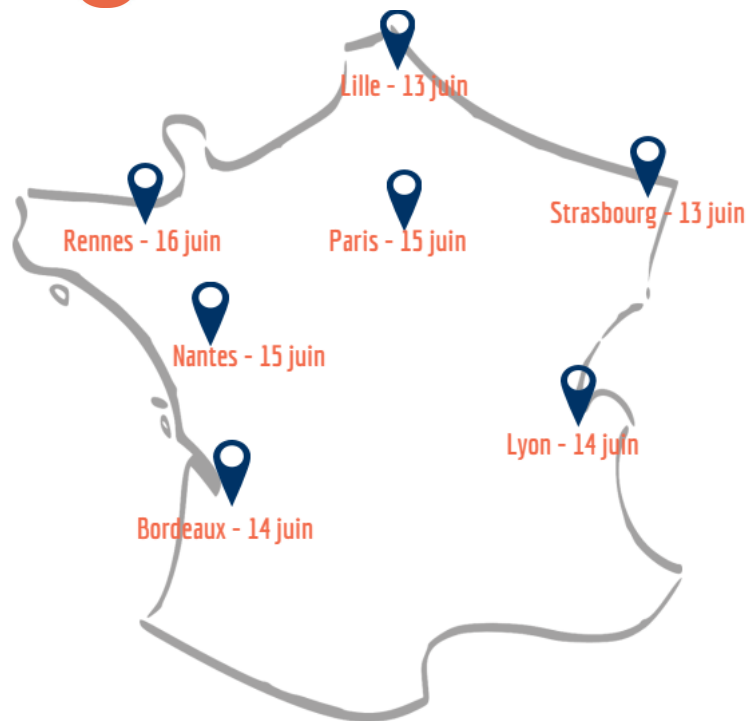 Lille - 13 juin
Strasbourg - 13 juin
Rennes - 16 juin
Paris - 15 juin
Nantes - 15 juin
Lyon - 14 juin
Bordeaux - 14 juin